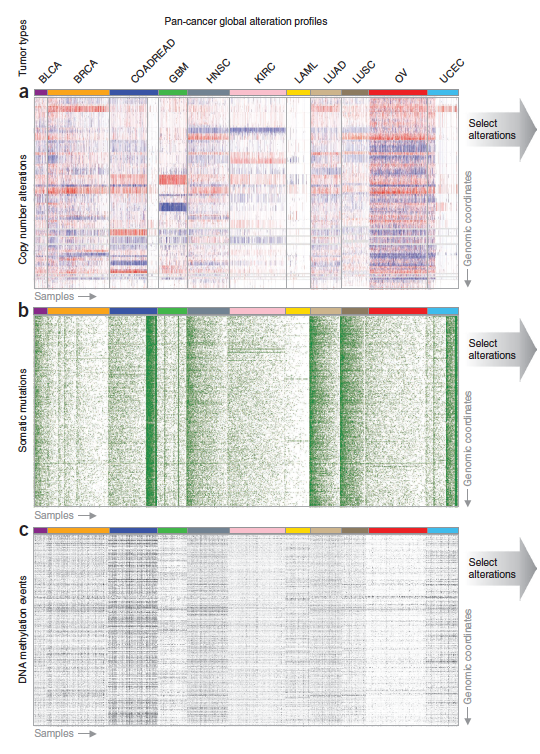 Pan-cancer global alteration profiles
Tumor types
BLCA
BRCA
COADREAD
GBM
HNSC
KIRC
LAML
LUAD
LUSC
OV
UCEC
a
Copy number alterations
Select
alterations
Genomic coordinates
Samples
b
Somatic mutations
Select
alterations
Genomic coordinates
Samples
c
DNA methylation events
Select
alterations
Genomic coordinates
Samples